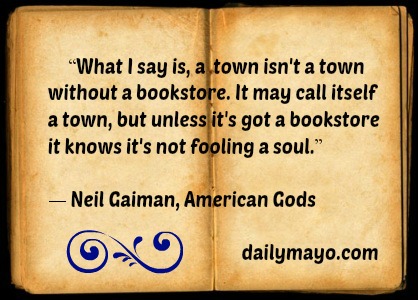 “What I say is, a town isn't a town
without a bookstore. It may call itself
a town, but unless it's got a bookstore
it knows it's not fooling a soul.”
— Neil Gaiman, American Gods
dailymayo.com